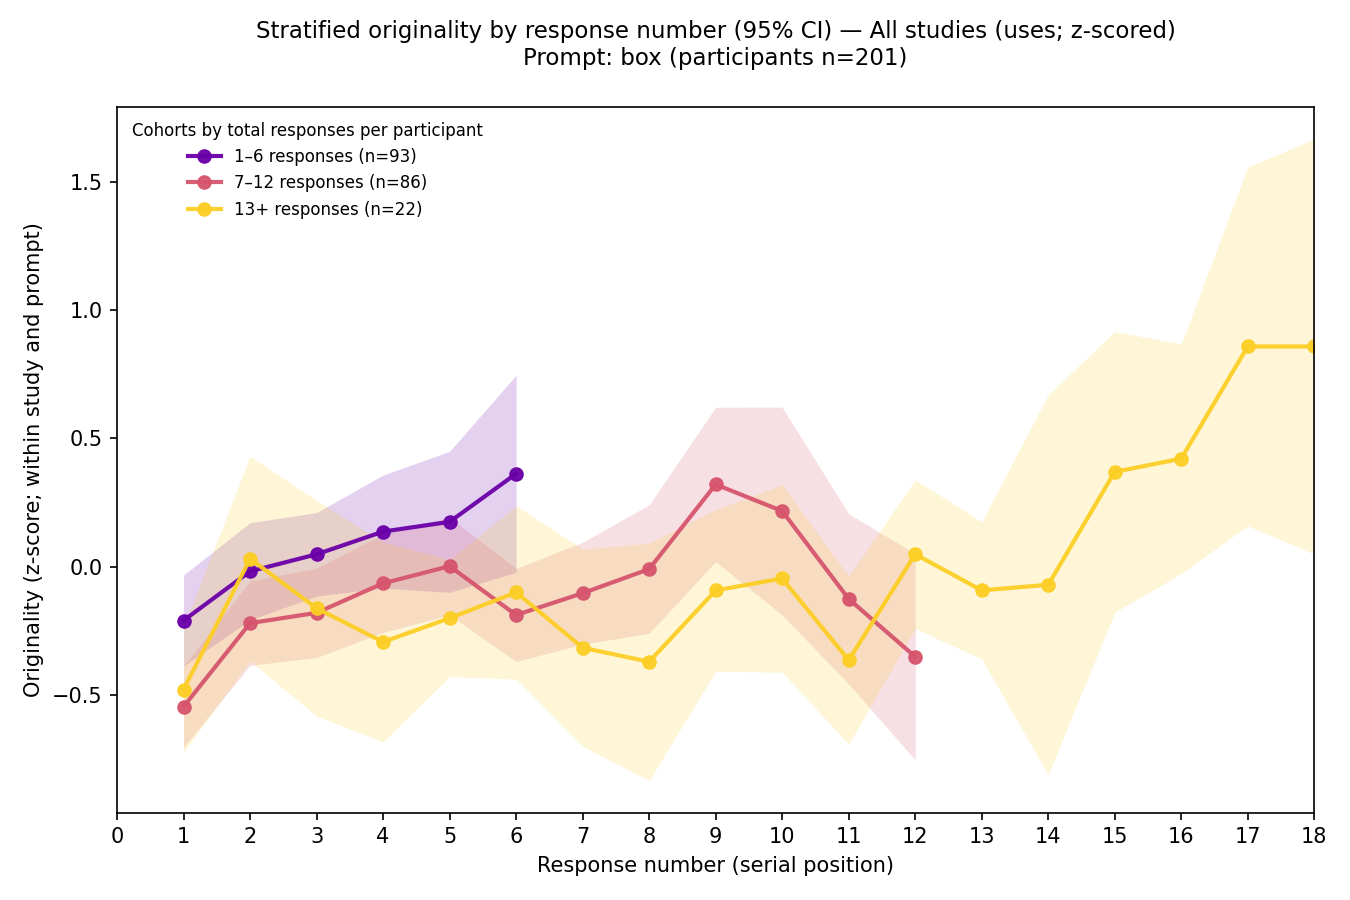 Stratified originality by response number (95% CI) — All studies (uses; z-scored)
Prompt: box (participants n=201)
Cohorts by total responses per participant
1–6 responses (n=93)
7–12 responses (n=86)
13+ responses (n=22)
Originality (z-score; within study and prompt)
1.5
1.0
0.5
0.0
−0.5
0 1 2 3 4 5 6 7 8 9 10 11 12 13 14 15 16 17 18
Response number (serial position)